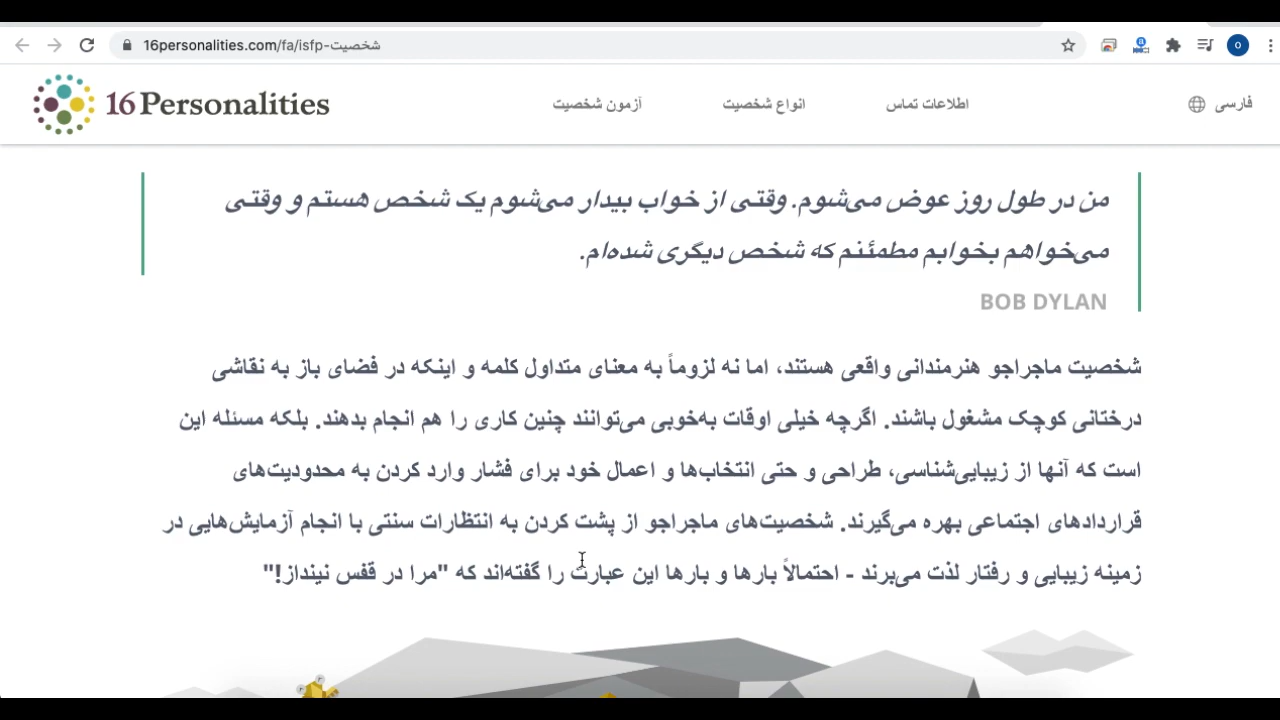 16personalities.com/fa/isfp-شخصیت
O
16Personalities
فارسی
اطلاعات تماس
انواع شخصیت
آزمون شخصیت
من در طول روز عوض می‌شوم. وقتی از خواب بیدار می‌شوم یک شخص هستم و وقتی
می‌خواهم بخوابم مطمئنم که شخص دیگری شده‌ام.
BOB DYLAN
شخصیت ماجراجو هنرمندانی واقعی هستند، اما نه لزوماً به معنای متداول کلمه و اینکه در فضای باز به نقاشی
درختانی کوچک مشغول باشند. اگرچه خیلی اوقات به‌خوبی می‌توانند چنین کاری را هم انجام بدهند. بلکه مسئله این
است که آنها از زیبایی‌شناسی، طراحی و حتی انتخاب‌ها و اعمال خود برای فشار وارد کردن به محدودیت‌های
قراردادهای اجتماعی بهره می‌گیرند. شخصیت‌های ماجراجو از پشت کردن به انتظارات سنتی با انجام آزمایش‌هایی در
زمینه زیبایی و رفتار لذت می‌برند - احتمالاً بارها و بارها این عبارت را گفته‌اند که "مرا در قفس نینداز!"